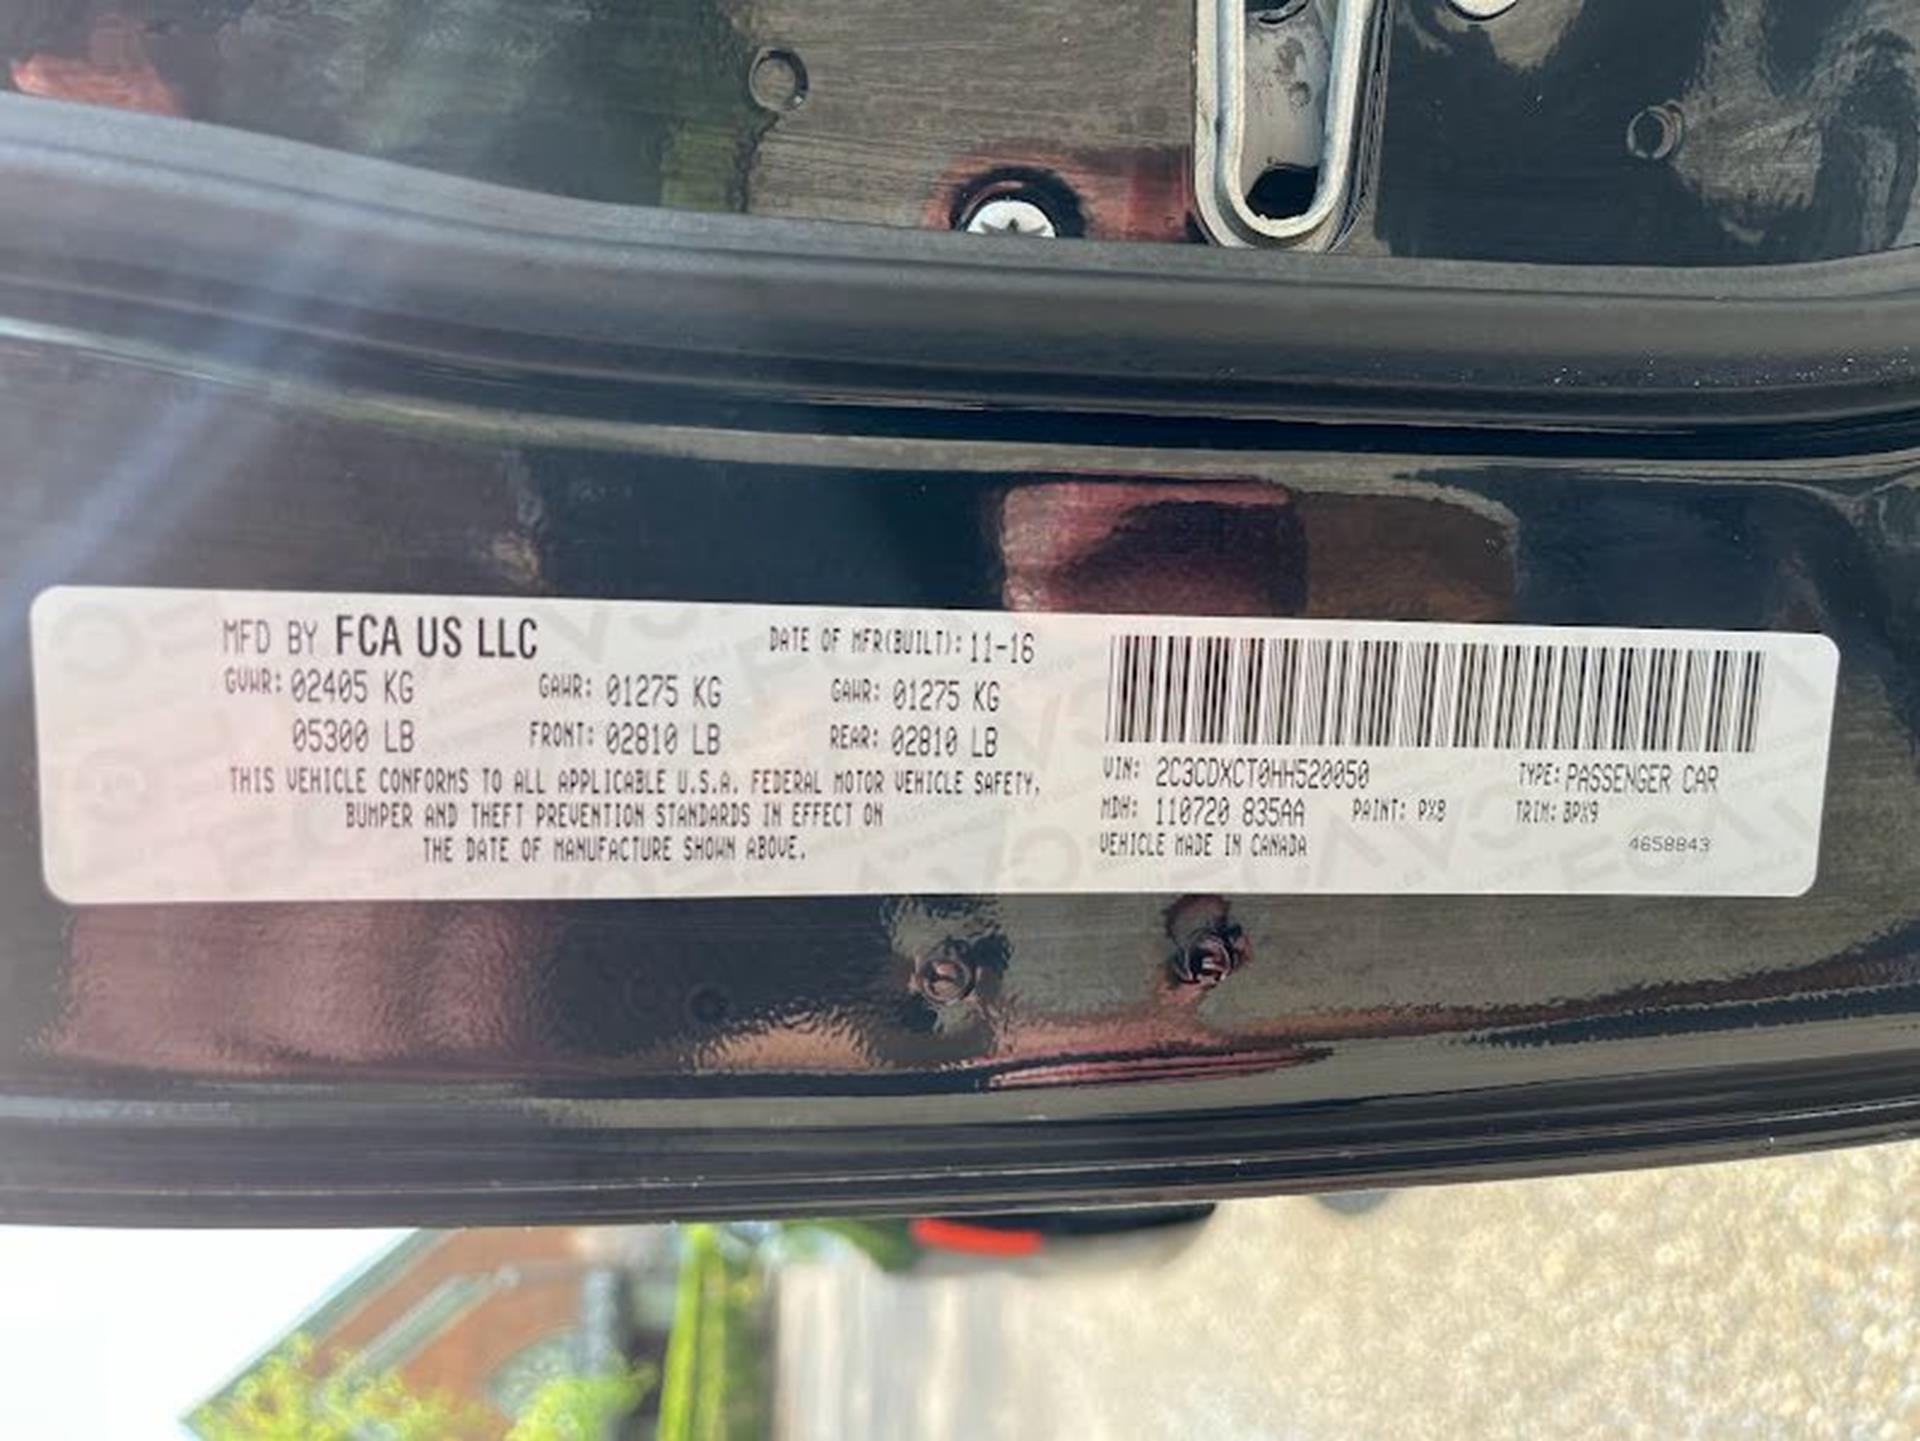 MFD BY FCA US LLC DATE OF MFR(BUILT): 11-16
GVWR: 02405 KG GAWR: 01275 KG GAWR: 01275 KG
05300 LB FRONT: 02810 LB REAR: 02810 LB
THIS VEHICLE CONFORMS TO ALL APPLICABLE U.S.A. FEDERAL MOTOR VEHICLE SAFETY,
BUMPER AND THEFT PREVENTION STANDARDS IN EFFECT ON
THE DATE OF MANUFACTURE SHOWN ABOVE.
VIN: 2C3CDXCT0HH520050 TYPE: PASSENGER CAR
MDH: 110720 835AA PAINT: PX8 TRIM: BPX9
VEHICLE MADE IN CANADA 4658843